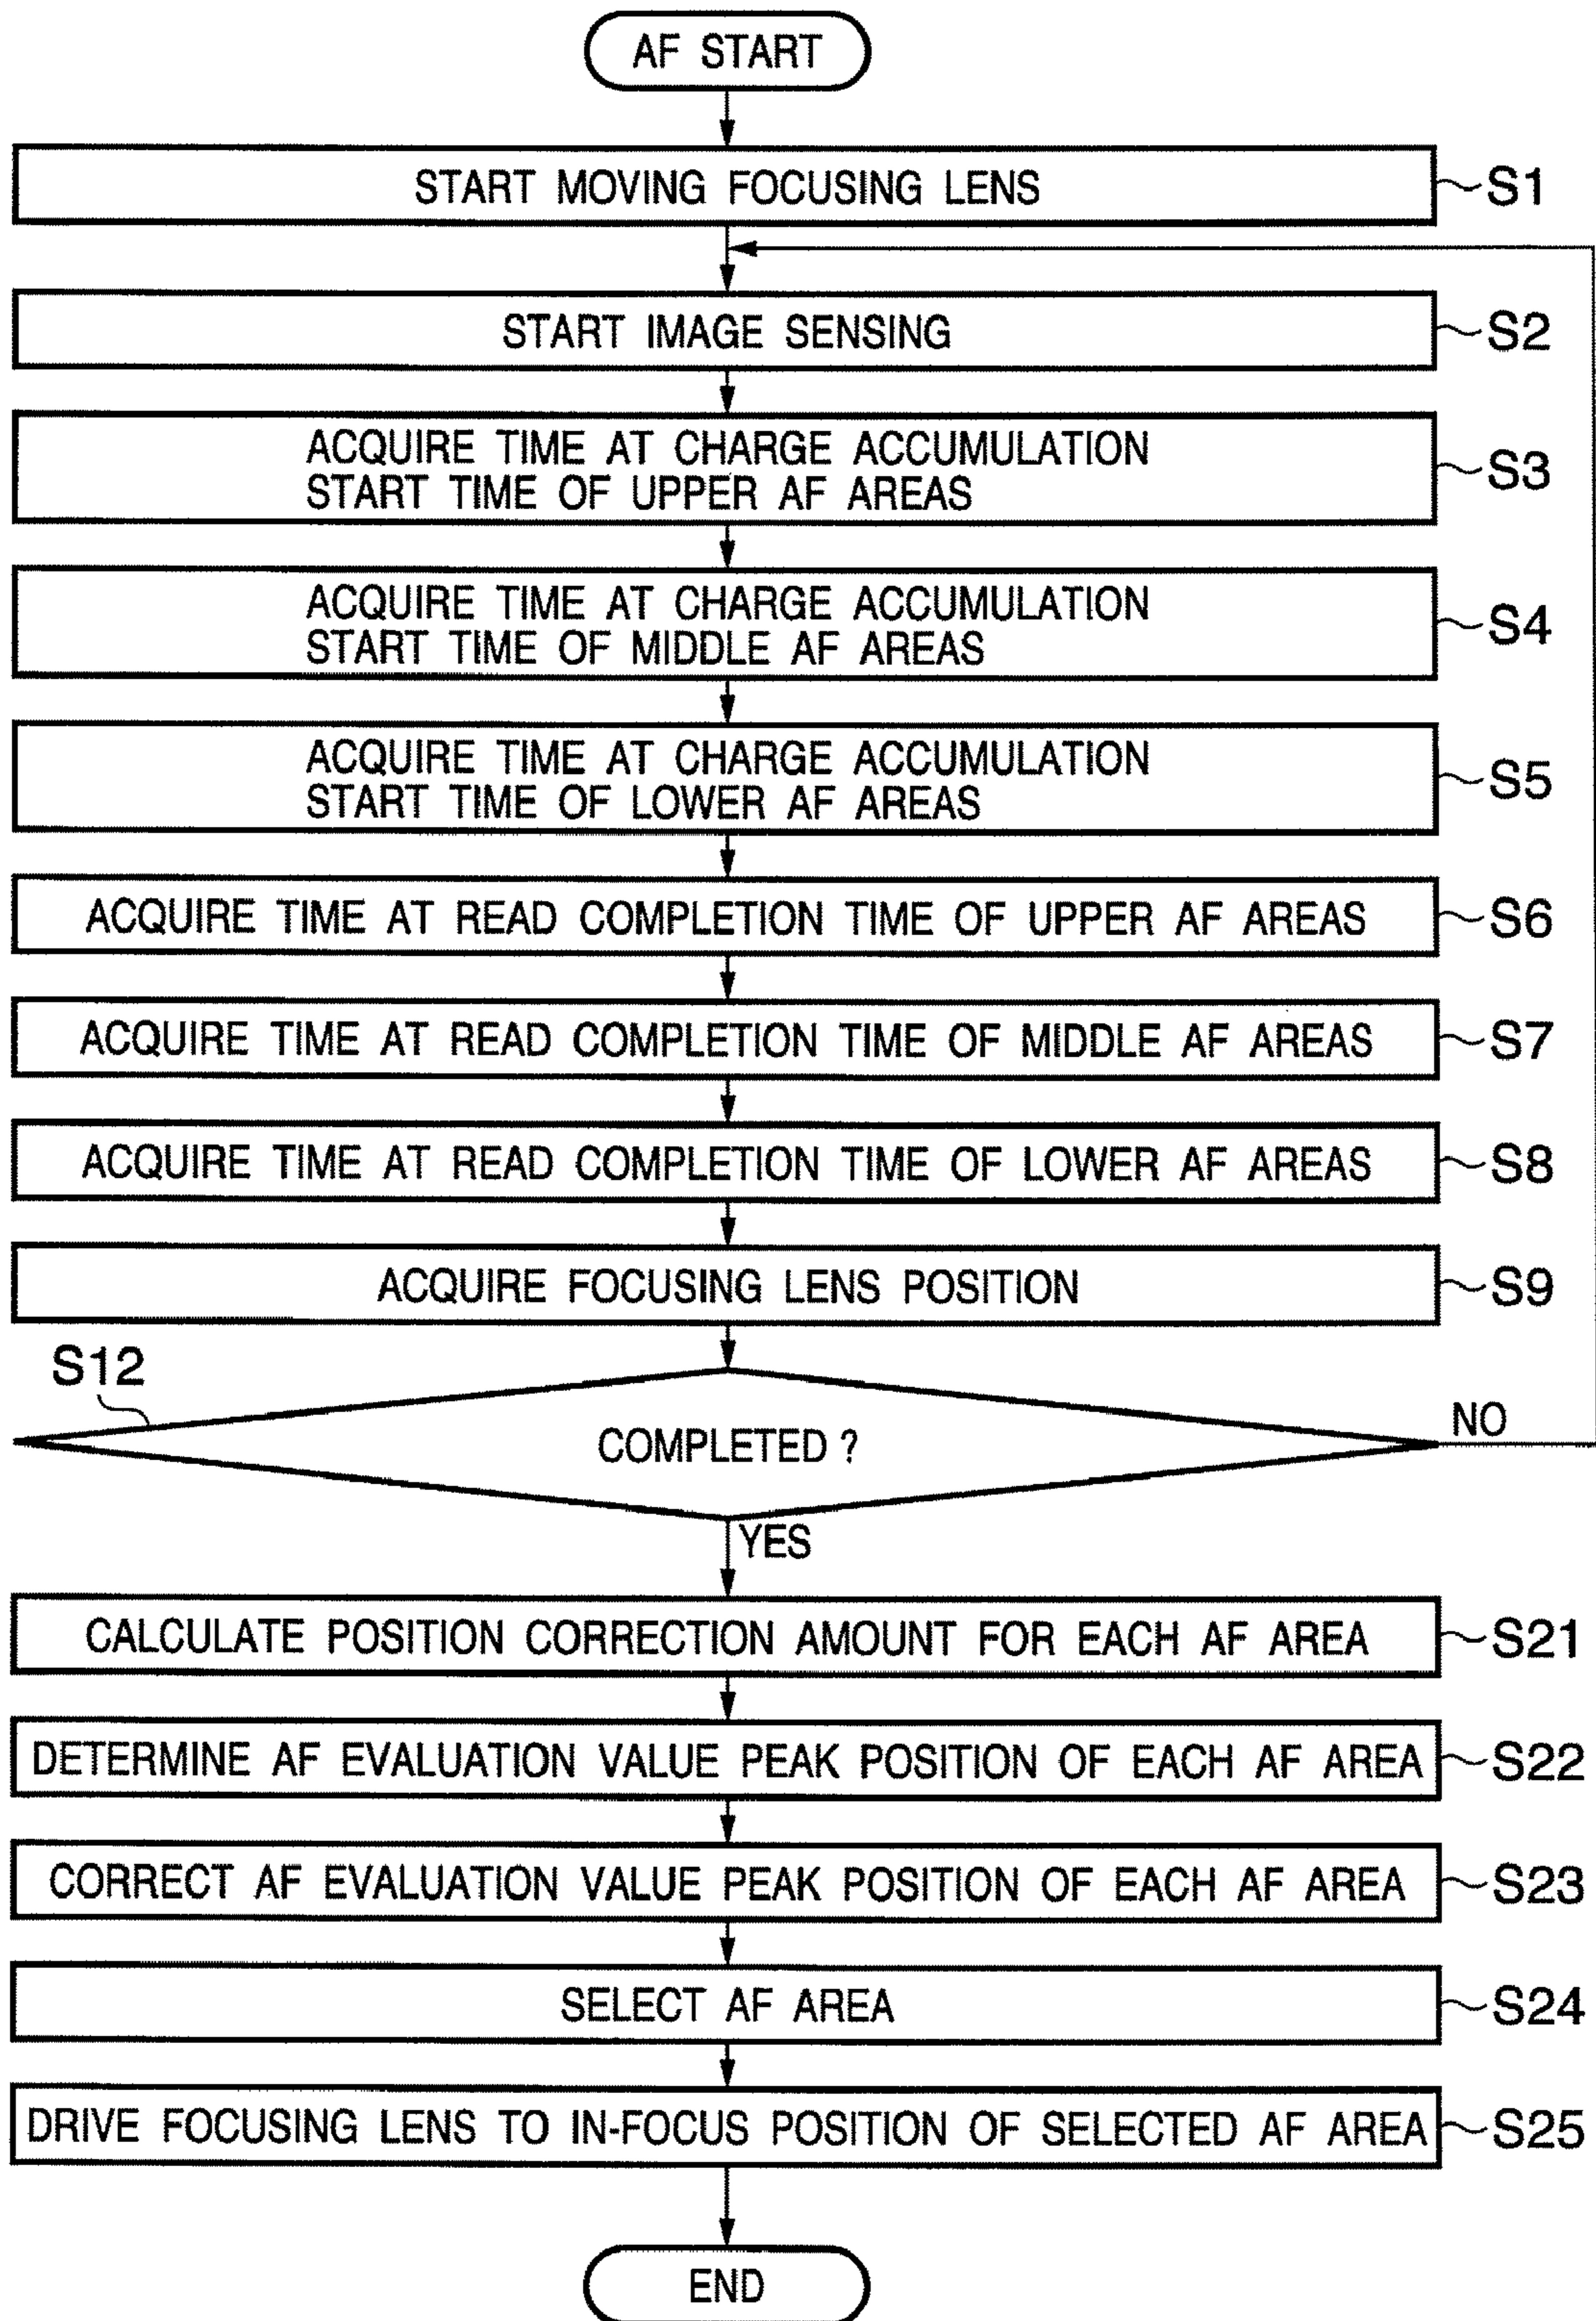 AF START
START MOVING FOCUSING LENS
S1
START IMAGE SENSING
S2
ACQUIRE TIME AT CHARGE ACCUMULATION
START TIME OF UPPER AF AREAS
S3
ACQUIRE TIME AT CHARGE ACCUMULATION
START TIME OF MIDDLE AF AREAS
S4
ACQUIRE TIME AT CHARGE ACCUMULATION
START TIME OF LOWER AF AREAS
S5
ACQUIRE TIME AT READ COMPLETION TIME OF UPPER AF AREAS
S6
ACQUIRE TIME AT READ COMPLETION TIME OF MIDDLE AF AREAS
S7
ACQUIRE TIME AT READ COMPLETION TIME OF LOWER AF AREAS
S8
ACQUIRE FOCUSING LENS POSITION
S9
S12
COMPLETED ?
NO
YES
CALCULATE POSITION CORRECTION AMOUNT FOR EACH AF AREA
S21
DETERMINE AF EVALUATION VALUE PEAK POSITION OF EACH AF AREA
S22
CORRECT AF EVALUATION VALUE PEAK POSITION OF EACH AF AREA
S23
SELECT AF AREA
S24
DRIVE FOCUSING LENS TO IN-FOCUS POSITION OF SELECTED AF AREA
S25
END